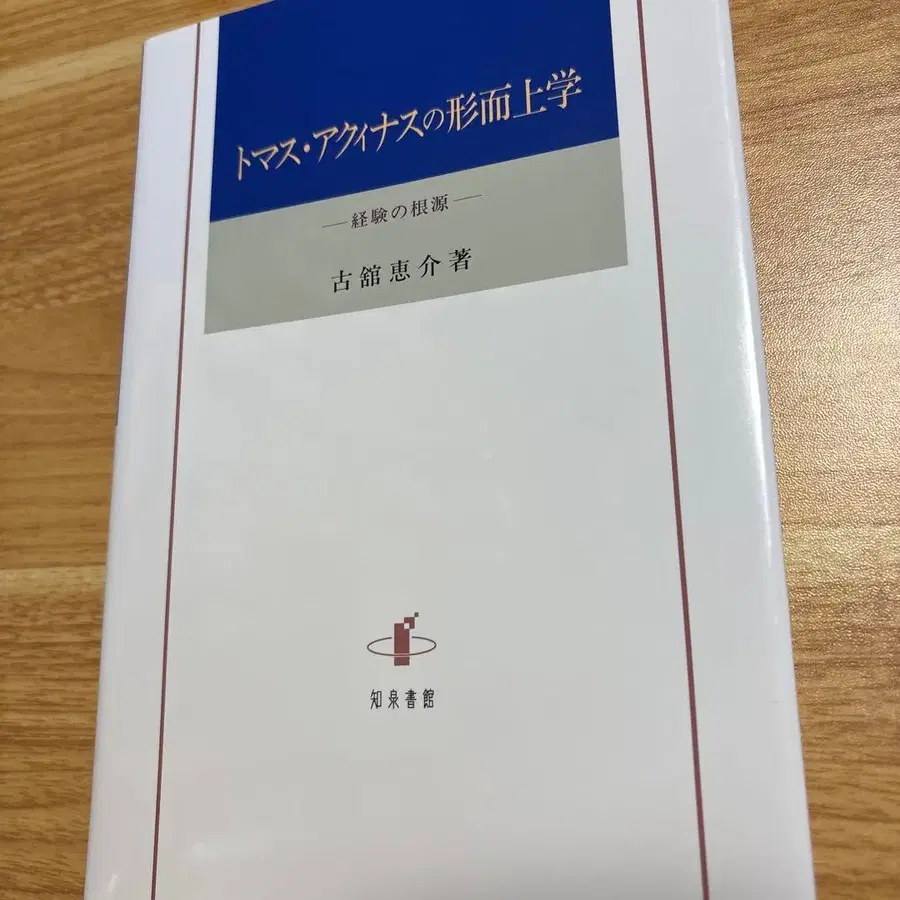 トマス・アクィナスの形而上学
―経験の根源―
古舘恵介著
知泉書館